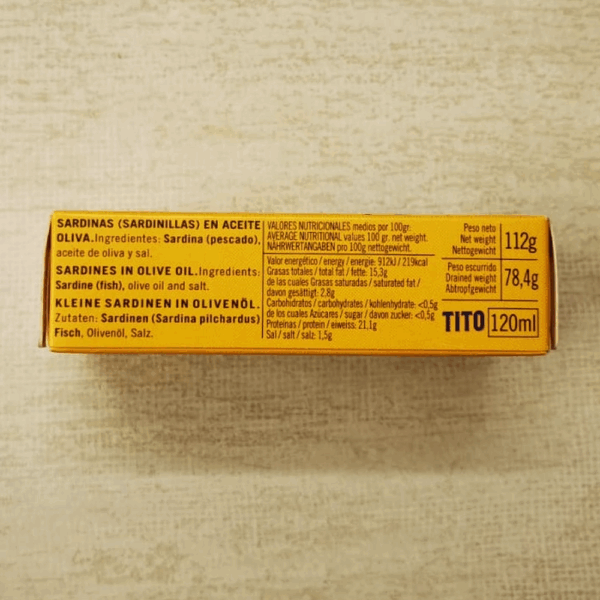 SARDINAS (SARDINILLAS) EN ACEITE
OLIVA.Ingredientes: Sardina (pescado),
aceite de oliva y sal.
SARDINES IN OLIVE OIL.Ingredients:
Sardine (fish), olive oil and salt.
KLEINE SARDINEN IN OLIVENÖL.
Zutaten: Sardinen (Sardina pilchardus)
Fisch, Olivenöl, Salz.
VALORES NUTRICIONALES medios por 100gr.
AVERAGE NUTRITIONAL values 100 gr. net weight.
NÄHRWERTANGABEN pro 100g nettogewicht.
Valor energético / energy / energie: 912kJ / 219kcal
Grasas totales / total fat / fette: 15,3g
de las cuales Grasas saturadas / saturated fat /
davon gesättigt: 2.8g
Carbohidratos / carbohydrates / kohlenhydrate: <0,5g
de los cuales Azúcares / sugar / davon zucker: <0,5g
Proteinas / protein / eiweiss: 21,1g
Sal / salt / salz: 1,5g
Peso neto
Net weight
Nettogewicht
112g
Peso escurrido
Drained weight
Abtropfgewicht
78,4g
TITO 120ml